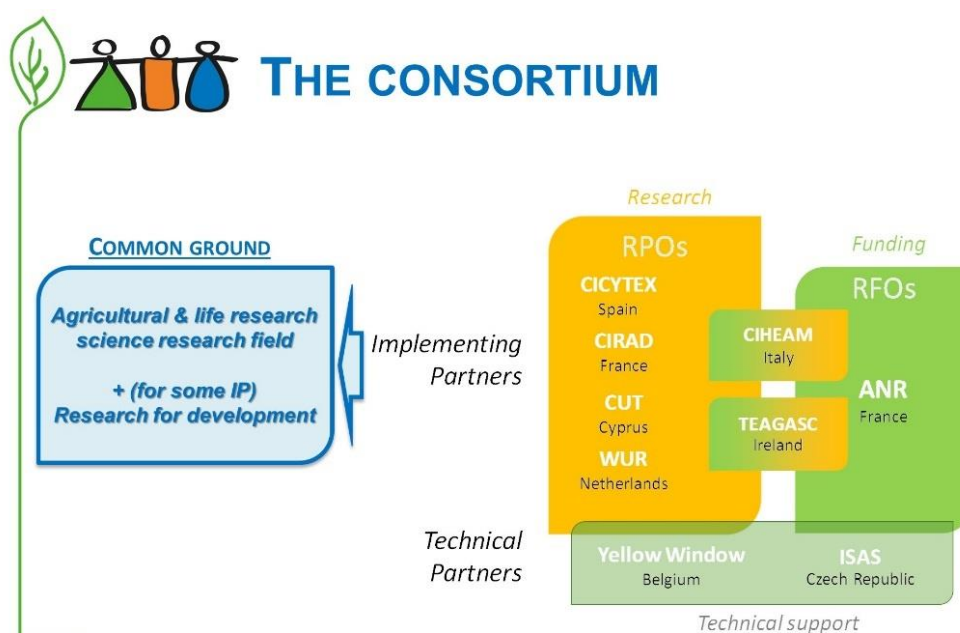 THE CONSORTIUM
COMMON GROUND
Agricultural & life research
science research field
+ (for some IP)
Research for development
Implementing
Partners
Research
RPOs
CICYTEX
Spain
CIRAD
France
CUT
Cyprus
WUR
Netherlands
CIHEAM
Italy
TEAGASC
Ireland
Funding
RFOs
ANR
France
Technical
Partners
Yellow Window
Belgium
ISAS
Czech Republic
Technical support